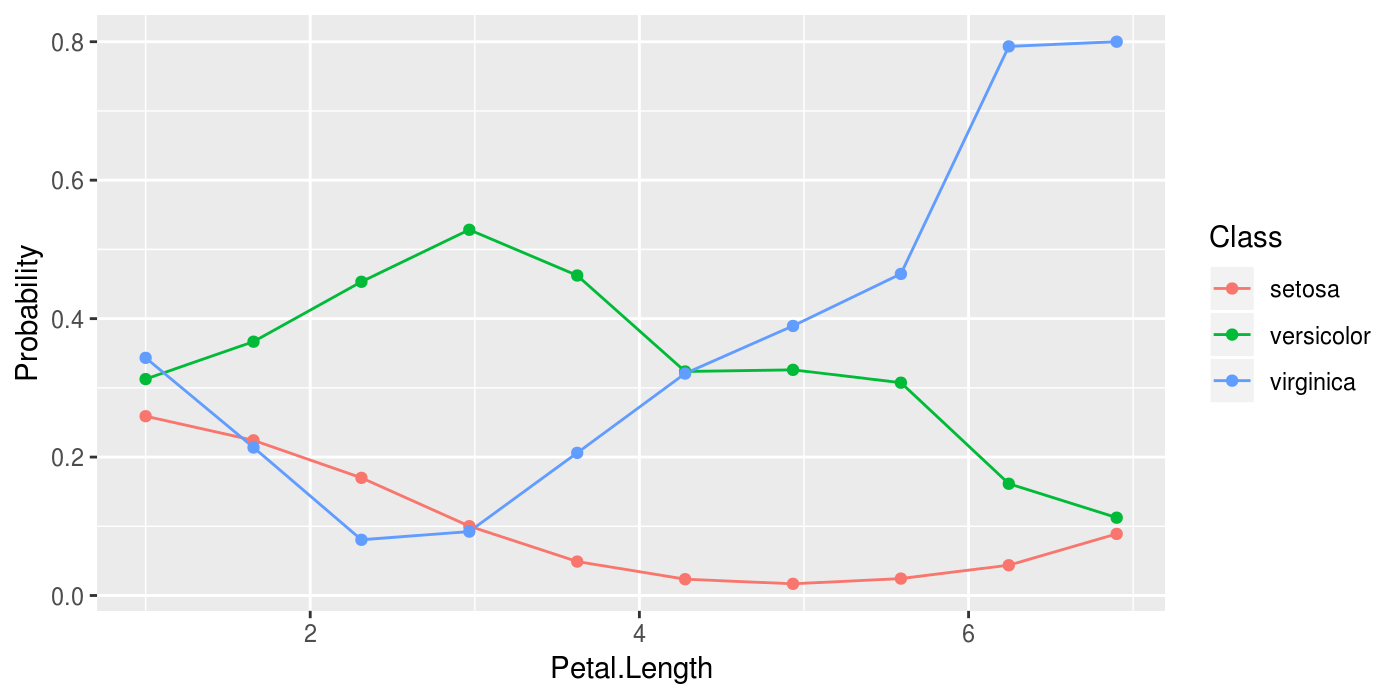 0.8
0.6
0.4
0.2
0.0
Probability
2
4
6
Petal.Length
Class
setosa
versicolor
virginica